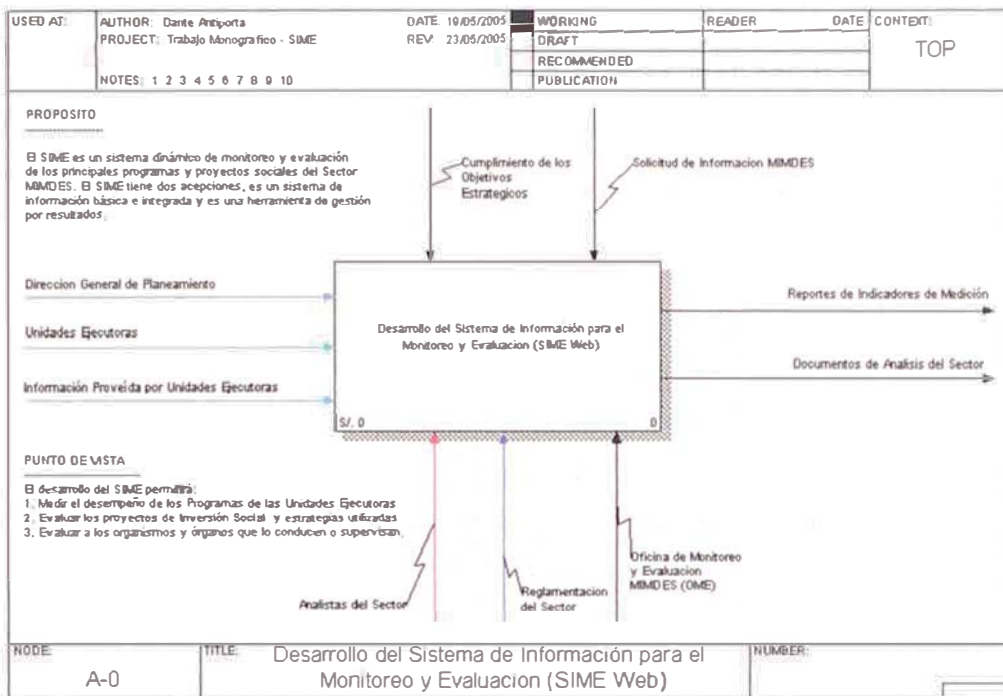 USED AT:
AUTHOR: Dante Antiporta
DATE: 19/05/2005
PROJECT: Trabajo Monografico - SIME
REV: 23/05/2005
NOTES: 1 2 3 4 5 6 7 8 9 10
WORKING
DRAFT
RECOMMENDED
PUBLICATION
READER
DATE
CONTEXT:
TOP
PROPOSITO
El SIME es un sistema dinámico de monitoreo y evaluación
de los principales programas y proyectos sociales del Sector
MIMDES. El SIME tiene dos acepciones, es un sistema de
información básica e integrada y es una herramienta de gestión
por resultados.
Cumplimiento de los
Objetivos
Estrategicos
Solicitud de Informacion MIMDES
Direccion General de Planeamiento
Unidades Ejecutoras
Información Proveída por Unidades Ejecutoras
Desarrollo del Sistema de Información para el
Monitoreo y Evaluacion (SIME Web)
S/. 0
0
Reportes de Indicadores de Medición
Documentos de Analisis del Sector
PUNTO DE VISTA
El desarrollo del SIME permitirá:
1. Medir el desempeño de los Programas de las Unidades Ejecutoras
2. Evaluar los proyectos de Inversión Social y estrategias utilizadas
3. Evaluar a los organismos y órganos que lo conducen o supervisan.
Analistas del Sector
Reglamentacion
del Sector
Oficina de Monitoreo
y Evaluacion
MIMDES (OME)
NODE:
A-0
TITLE:
Desarrollo del Sistema de Información para el
Monitoreo y Evaluacion (SIME Web)
NUMBER: